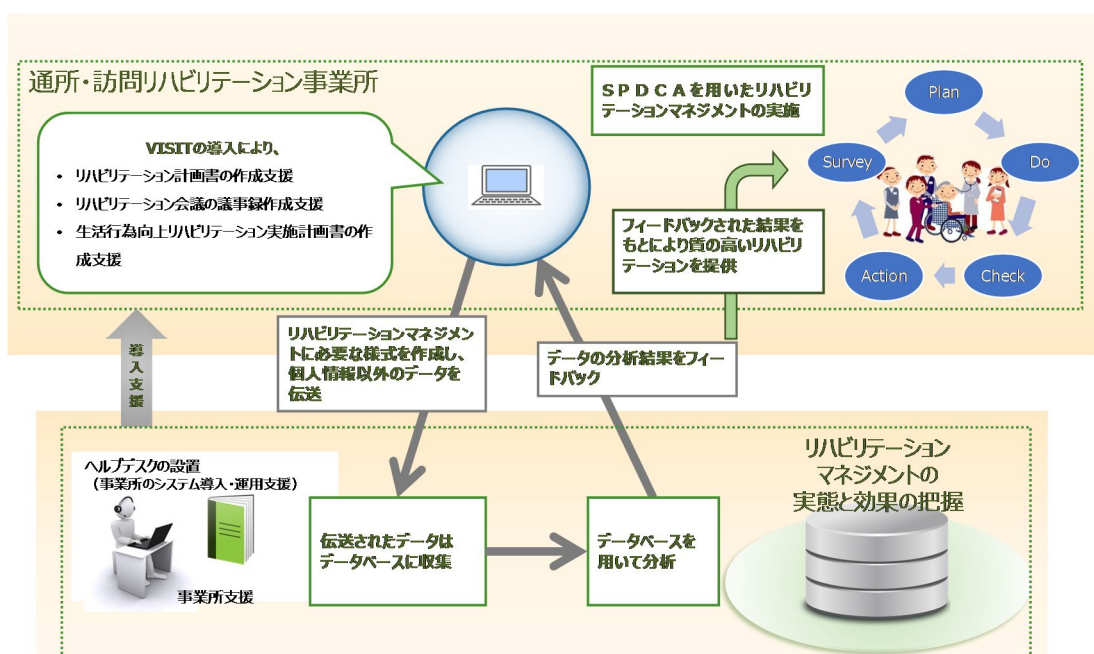 通所・訪問リハビリテーション事業所
VISITの導入により、
• リハビリテーション計画書の作成支援
• リハビリテーション会議の議事録作成支援
• 生活行為向上リハビリテーション実施計画書の作
成支援
ＳＰＤＣＡを用いたリハビリ
テーションマネジメントの実施
Plan
Survey
Do
Action
Check
フィードバックされた結果を
もとにより質の高いリハビリ
テーションを提供
導入支援
リハビリテーションマネジメン
トに必要な様式を作成し、
個人情報以外のデータを
伝送
データの分析結果をフィー
ドバック
ヘルプデスクの設置
（事業所のシステム導入・運用支援）
事業所支援
伝送されたデータは
データベースに収集
データベースを
用いて分析
リハビリテーション
マネジメントの
実態と効果の把握